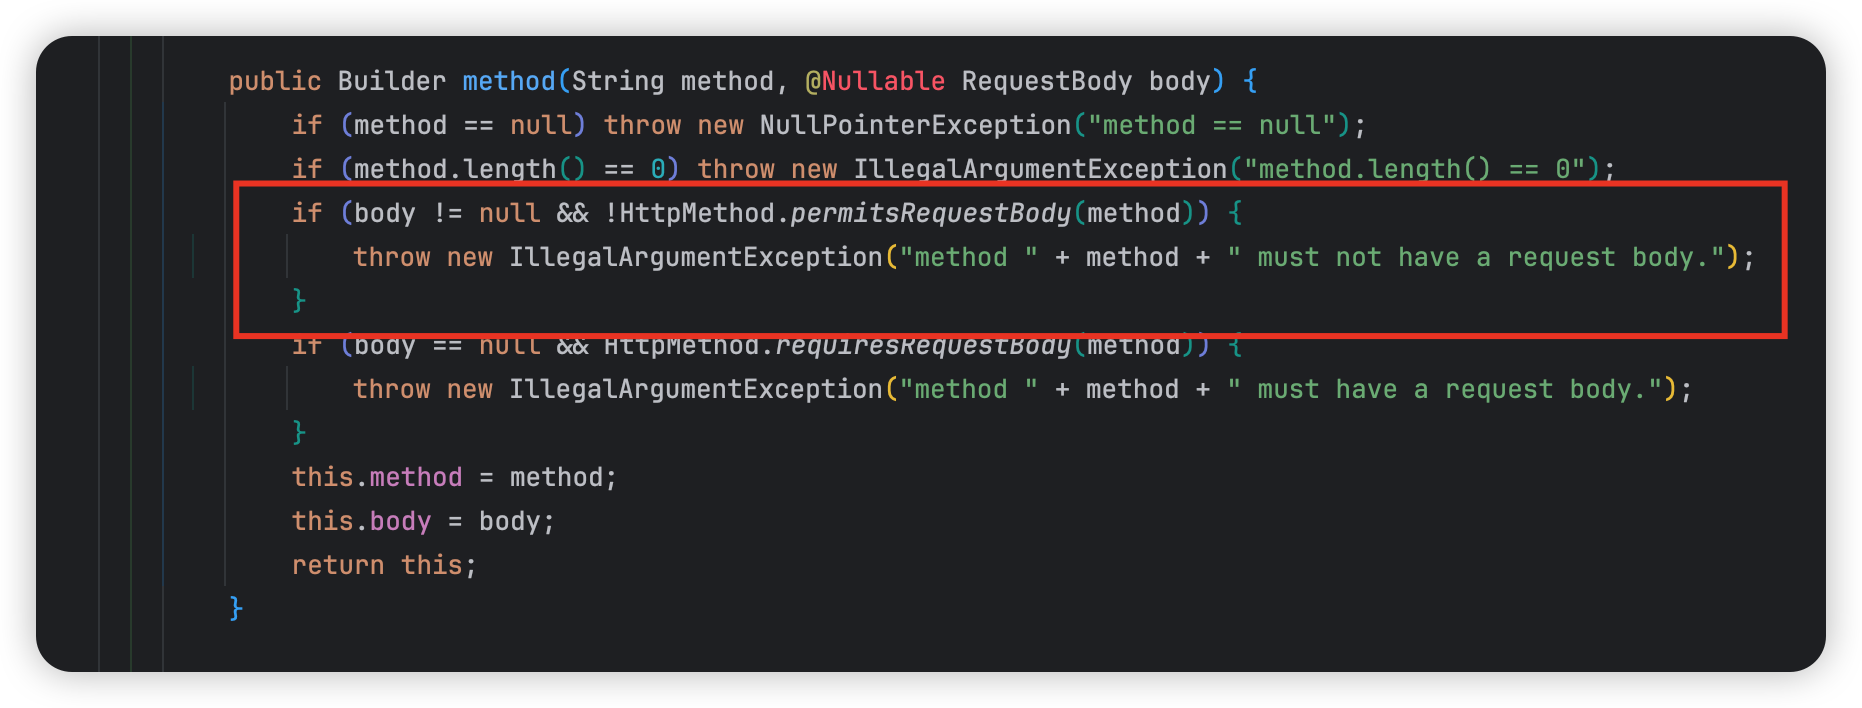 public Builder method(String method, @Nullable RequestBody body) {
if (method == null) throw new NullPointerException("method == null");
if (method.length() == 0) throw new IllegalArgumentException("method.length() == 0");
if (body != null && !HttpMethod.permitsRequestBody(method)) {
throw new IllegalArgumentException("method " + method + " must not have a request body.");
}
if (body == null && HttpMethod.requiresRequestBody(method)) {
throw new IllegalArgumentException("method " + method + " must have a request body.");
}
this.method = method;
this.body = body;
return this;
}